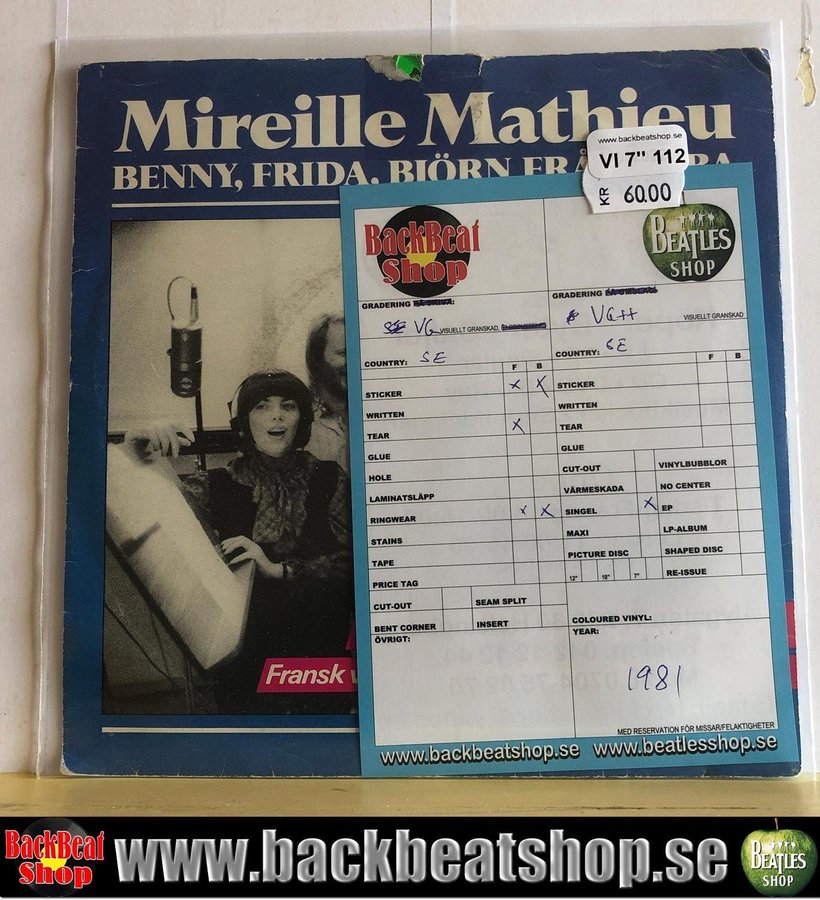 Mireille Mathieu
BENNY, FRIDA, BJÖRN
www.backbeatshop.se
VI 7" 112
KR 60.00
BACKBEAT
Shop
BEATLES
SHOP
GRADERING
VG VISUELLT GRANSKAD,
COUNTRY: SE
F B
STICKER x x
WRITTEN
TEAR x
GLUE
HOLE
LAMINATSLÄPP
RINGWEAR x x
STAINS
TAPE
PRICE TAG
CUT-OUT SEAM SPLIT
BENT CORNER INSERT
ÖVRIGT:
GRADERING
VG++ VISUELLT GRANSKAD
COUNTRY: SE
F B
STICKER
WRITTEN
TEAR
GLUE
CUT-OUT VINYLBUBBLOR
VÄRMESKADA NO CENTER
SINGEL x EP
MAXI LP-ALBUM
PICTURE DISC SHAPED DISC
12" 10" 7" RE-ISSUE
COLOURED VINYL:
YEAR:
1981
MED RESERVATION FÖR MISSAR/FELAKTIGHETER
www.backbeatshop.se www.beatlesshop.se
Fransk
BACKBEAT
Shop
www.backbeatshop.se
BEATLES
SHOP